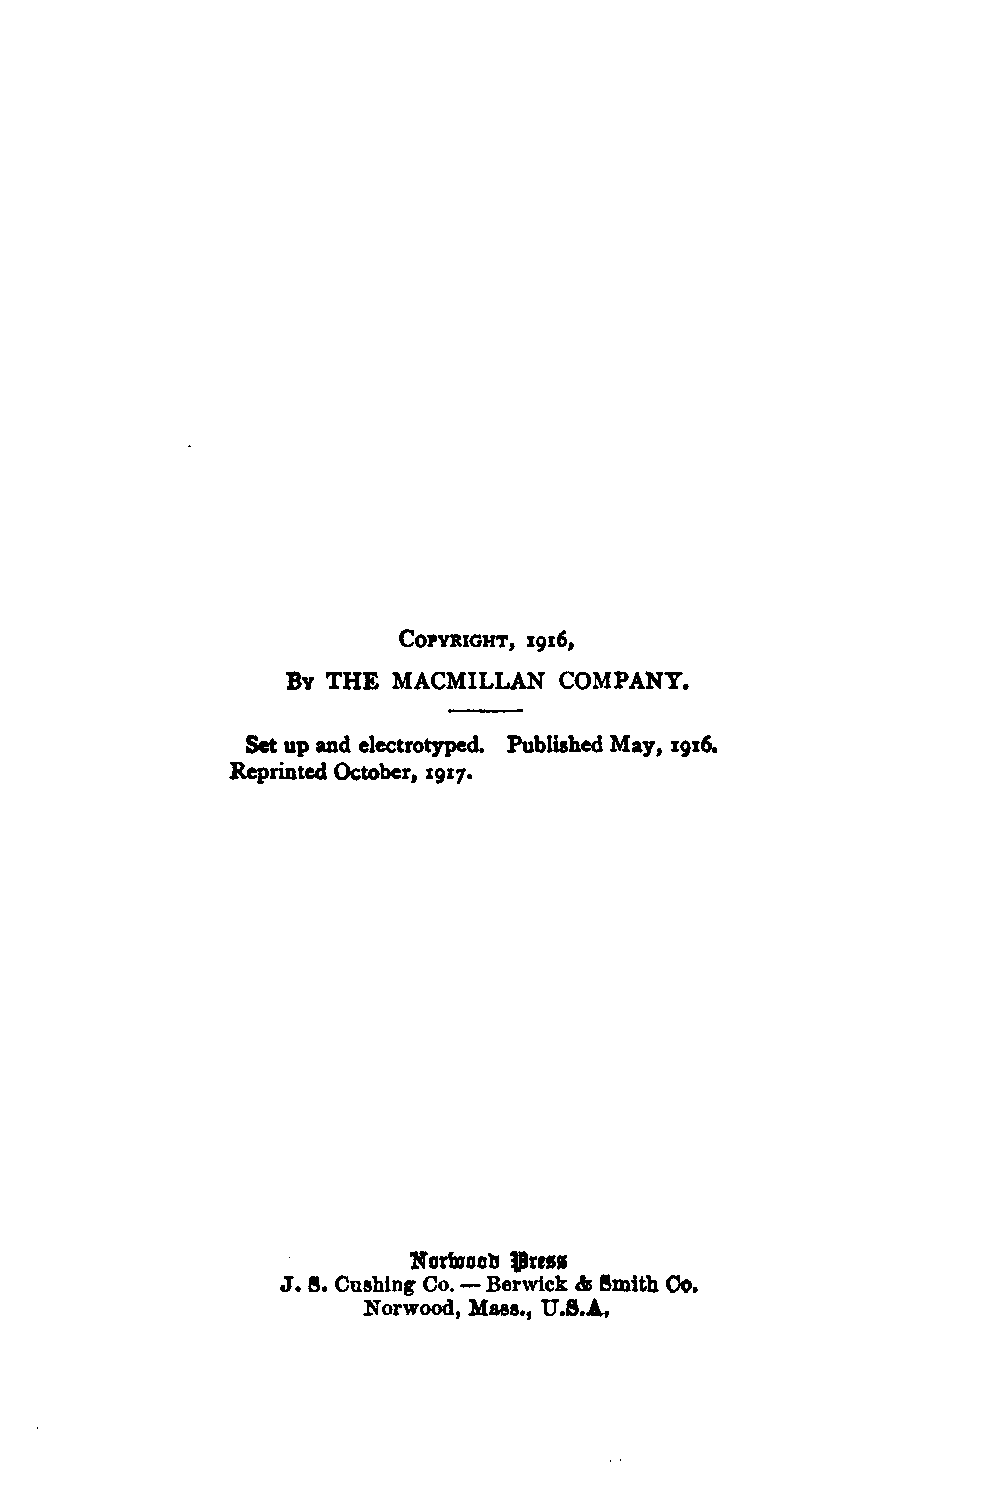 COPYRIGHT, 1916,
BY THE MACMILLAN COMPANY.
Set up and electrotyped. Published May, 1916.
Reprinted October, 1917.
Norwood Press
J. S. Cushing Co. — Berwick & Smith Co.
Norwood, Mass., U.S.A.